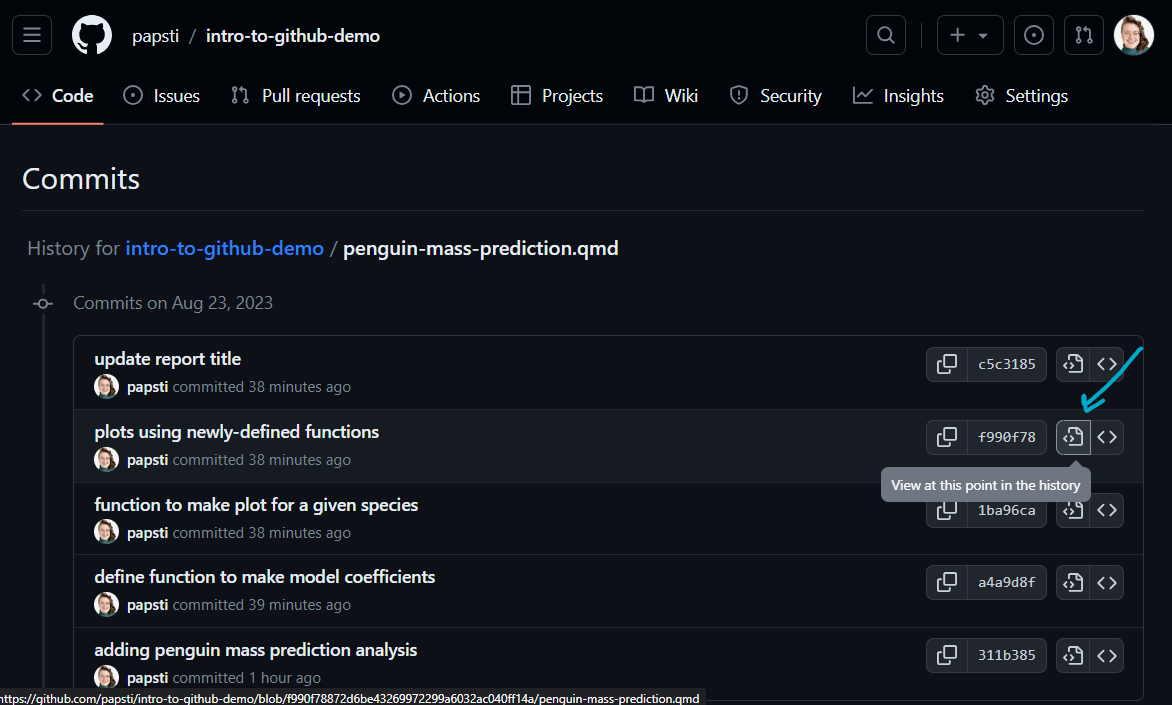 papsti / intro-to-github-demo
Code Issues Pull requests Actions Projects Wiki Security Insights Settings
Commits
History for intro-to-github-demo / penguin-mass-prediction.qmd
Commits on Aug 23, 2023
update report title
papsti committed 38 minutes ago
c5c3185
plots using newly-defined functions
papsti committed 38 minutes ago
f990f78
View at this point in the history
function to make plot for a given species
papsti committed 38 minutes ago
1ba96ca
define function to make model coefficients
papsti committed 39 minutes ago
a4a9d8f
adding penguin mass prediction analysis
papsti committed 1 hour ago
311b385
https://github.com/papsti/intro-to-github-demo/blob/f990f78872d6be43269972299a6032ac040ff14a/penguin-mass-prediction.qmd